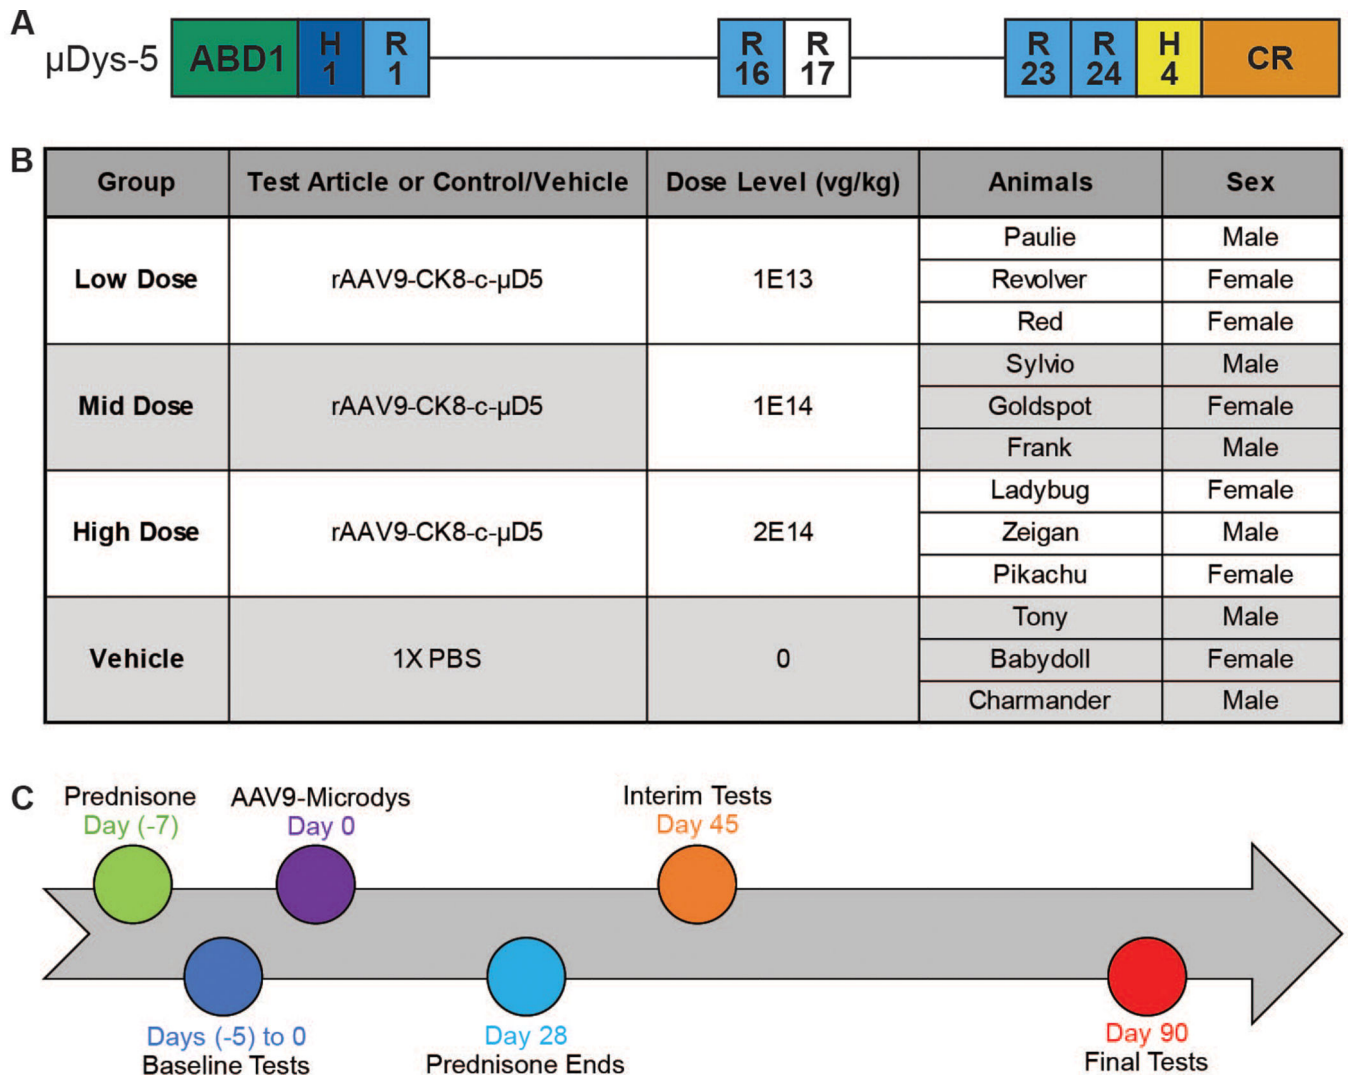 A
µDys-5
ABD1
H
1
R
1
R
16
R
17
R
23
R
24
H
4
CR
B
Group Test Article or Control/Vehicle Dose Level (vg/kg) Animals Sex
Low Dose rAAV9-CK8-c-µD5 1E13
Paulie Male
Revolver Female
Red Female
Mid Dose rAAV9-CK8-c-µD5 1E14
Sylvio Male
Goldspot Female
Frank Male
High Dose rAAV9-CK8-c-µD5 2E14
Ladybug Female
Zeigan Male
Pikachu Female
Vehicle 1X PBS 0
Tony Male
Babydoll Female
Charmander Male
C
Prednisone
Day (-7)
AAV9-Microdys
Day 0
Interim Tests
Day 45
Days (-5) to 0
Baseline Tests
Day 28
Prednisone Ends
Day 90
Final Tests